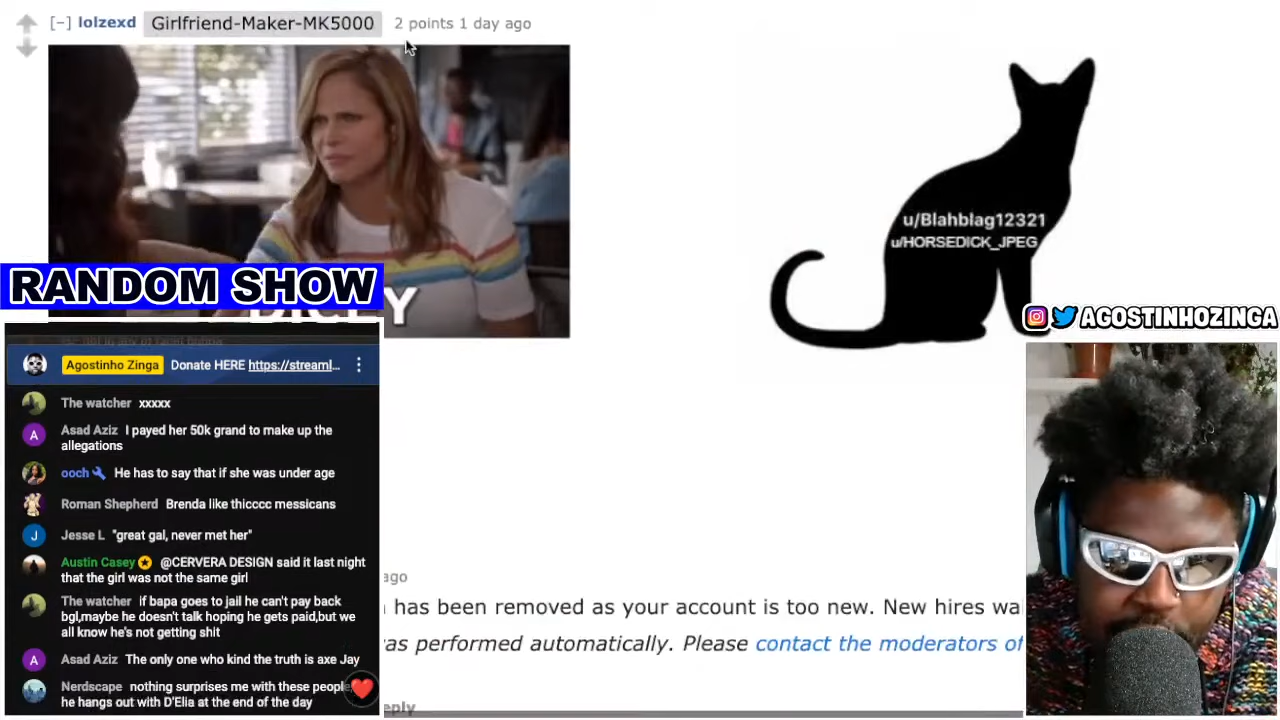 [–] lolzexd Girlfriend-Maker-MK5000 2 points 1 day ago
u/Blahblag12321
u/HORSEDICK_JPEG
RANDOM SHOW
AGOSTINHOZINGA
Agostinho Zinga Donate HERE https://streaml...
The watcher xxxxx
Asad Aziz I payed her 50k grand to make up the
allegations
ooch He has to say that if she was under age
Roman Shepherd Brenda like thicccc messicans
Jesse L "great gal, never met her"
Austin Casey @CERVERA DESIGN said it last night
that the girl was not the same girl
The watcher if bapa goes to jail he can't pay back
bgl,maybe he doesn't talk hoping he gets paid,but we
all know he's not getting shit
Asad Aziz The only one who kind the truth is axe Jay
Nerdscape nothing surprises me with these people
he hangs out with D'Elia at the end of the day
ago
has been removed as your account is too new. New hires wa
as performed automatically. Please contact the moderators of
eply